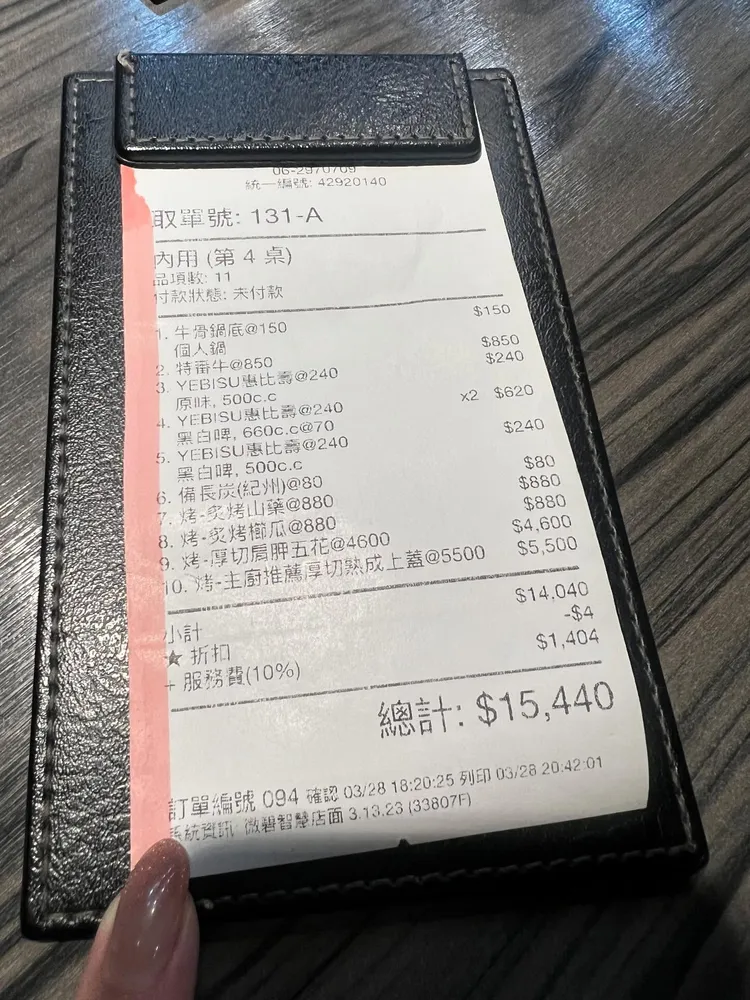 06-2970709
統一編號: 42920140
取單號: 131-A
內用 (第 4 桌)
品項數: 11
付款狀態: 未付款
1. 牛骨鍋底@150 $150
個人鍋
2. 特番牛@850 $850
3. YEBISU惠比壽@240 $240
原味, 500c.c
4. YEBISU惠比壽@240 x2 $620
黑白啤, 660c.c@70
5. YEBISU惠比壽@240 $240
黑白啤, 500c.c
6. 備長炭(紀州)@80 $80
7. 烤-炙烤山藥@880 $880
8. 烤-炙烤櫛瓜@880 $880
9. 烤-厚切肩胛五花@4600 $4,600
10. 烤-主廚推薦厚切熟成上蓋@5500 $5,500
小計 $14,040
★ 折扣 -$4
+ 服務費(10%) $1,404
總計: $15,440
訂單編號 094 確認 03/28 18:20:25 列印 03/28 20:42:01
系統資訊: 微碧智慧店面 3.13.23 (33807F)